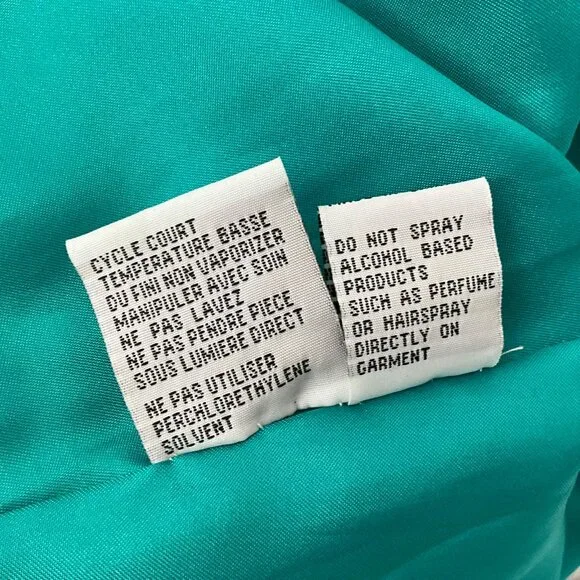 CYCLE COURT
TEMPERATURE BASSE
DU FINI NON VAPORIZER
MANIPULER AVEC SOIN
NE PAS LAVEZ
NE PAS PENDRE PIECE
SOUS LUMIERE DIRECT
NE PAS UTILISER
PERCHLORETHYLENE
SOLVENT
DO NOT SPRAY
ALCOHOL BASED
PRODUCTS
SUCH AS PERFUME
OR HAIRSPRAY
DIRECTLY ON
GARMENT